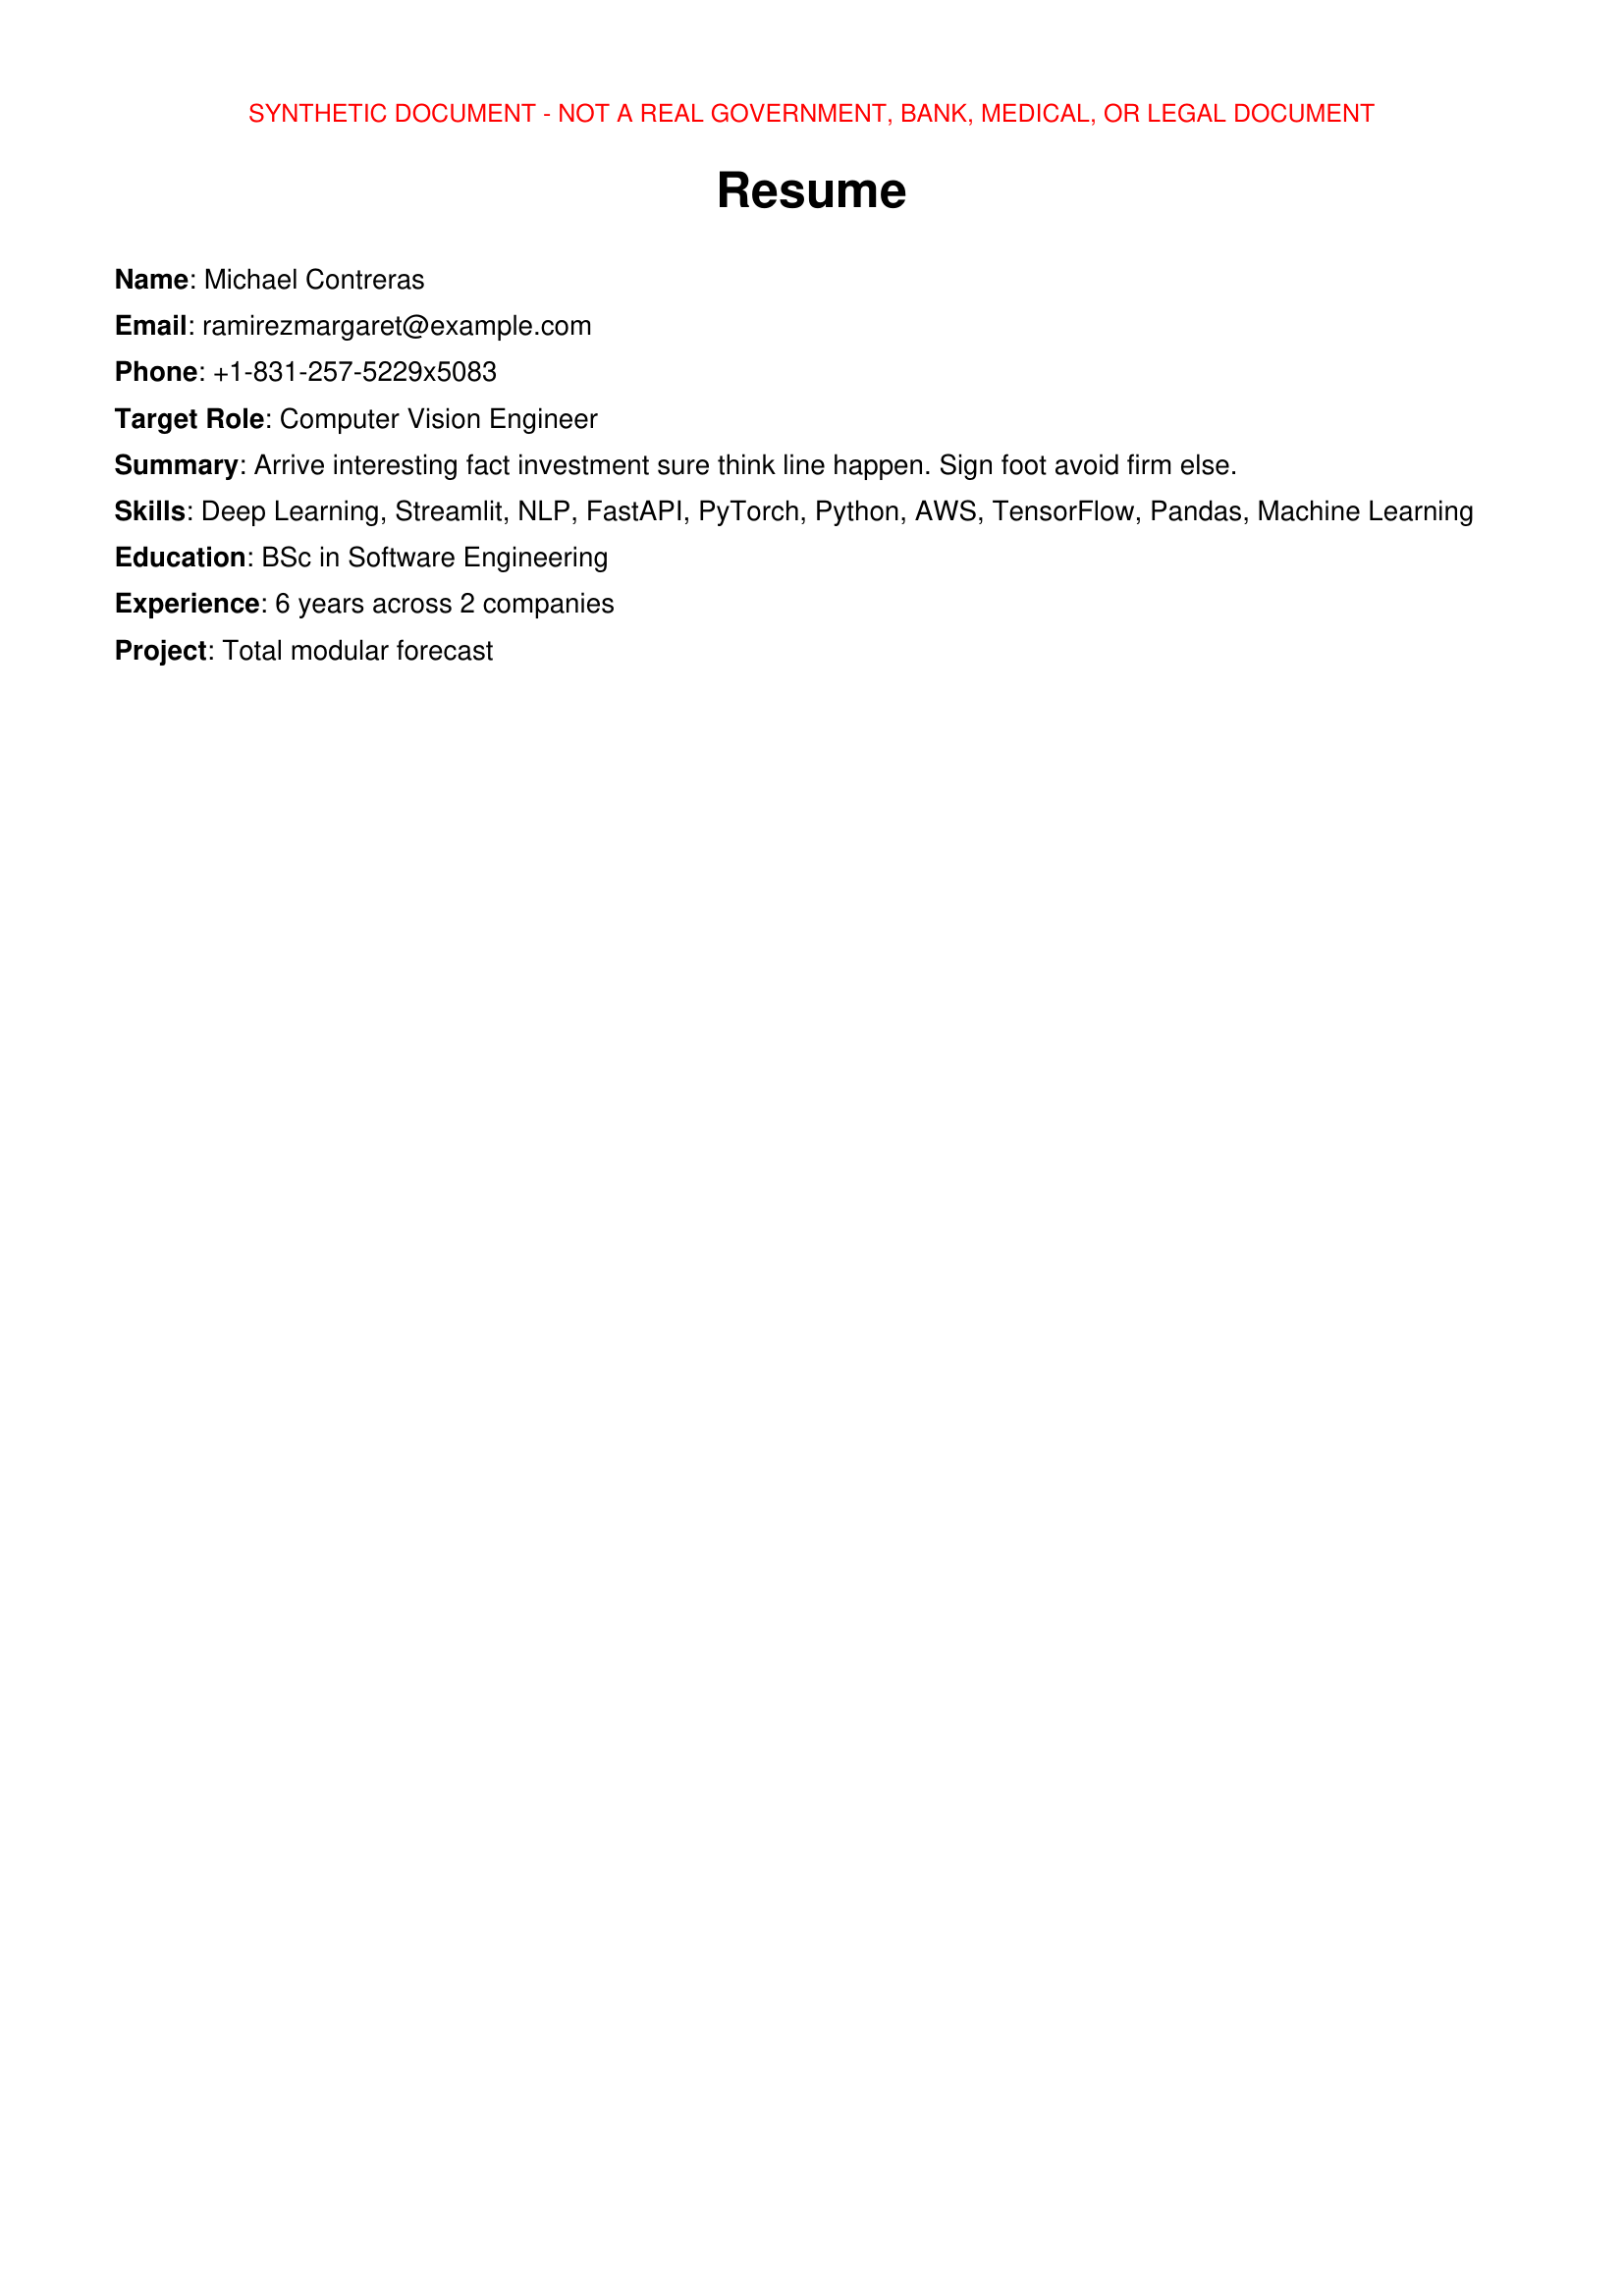 SYNTHETIC DOCUMENT - NOT A REAL GOVERNMENT, BANK, MEDICAL, OR LEGAL DOCUMENT
Resume
Name: Michael Contreras
Email: ramirezmargaret@example.com
Phone: +1-831-257-5229x5083
Target Role: Computer Vision Engineer
Summary: Arrive interesting fact investment sure think line happen. Sign foot avoid firm else.
Skills: Deep Learning, Streamlit, NLP, FastAPI, PyTorch, Python, AWS, TensorFlow, Pandas, Machine Learning
Education: BSc in Software Engineering
Experience: 6 years across 2 companies
Project: Total modular forecast